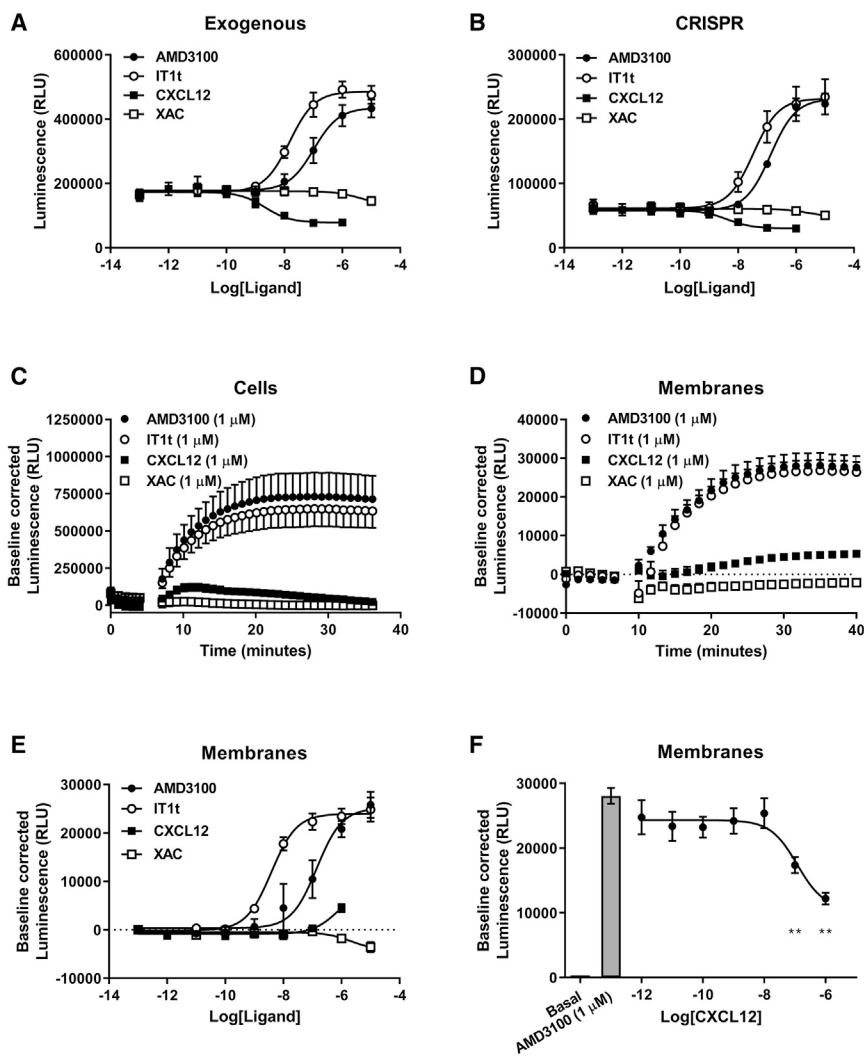 A
Exogenous
AMD3100
IT1t
CXCL12
XAC
Luminescence (RLU)
600000
400000
200000
0
-14
-12
-10
-8
-6
-4
Log[Ligand]
B
CRISPR
AMD3100
IT1t
CXCL12
XAC
Luminescence (RLU)
300000
200000
100000
0
-14
-12
-10
-8
-6
-4
Log[Ligand]
C
Cells
AMD3100 (1 μM)
IT1t (1 μM)
CXCL12 (1 μM)
XAC (1 μM)
Baseline corrected
Luminescence (RLU)
1250000
1000000
750000
500000
250000
0
0
10
20
30
40
Time (minutes)
D
Membranes
AMD3100 (1 μM)
IT1t (1 μM)
CXCL12 (1 μM)
XAC (1 μM)
Baseline corrected
Luminescence (RLU)
40000
30000
20000
10000
0
-10000
0
10
20
30
40
Time (minutes)
E
Membranes
AMD3100
IT1t
CXCL12
XAC
Baseline corrected
Luminescence (RLU)
30000
20000
10000
0
-10000
-14
-12
-10
-8
-6
-4
Log[Ligand]
F
Membranes
Baseline corrected
Luminescence (RLU)
30000
20000
10000
0
** **
Basal
AMD3100 (1 μM)
-12
-10
-8
-6
Log[CXCL12]